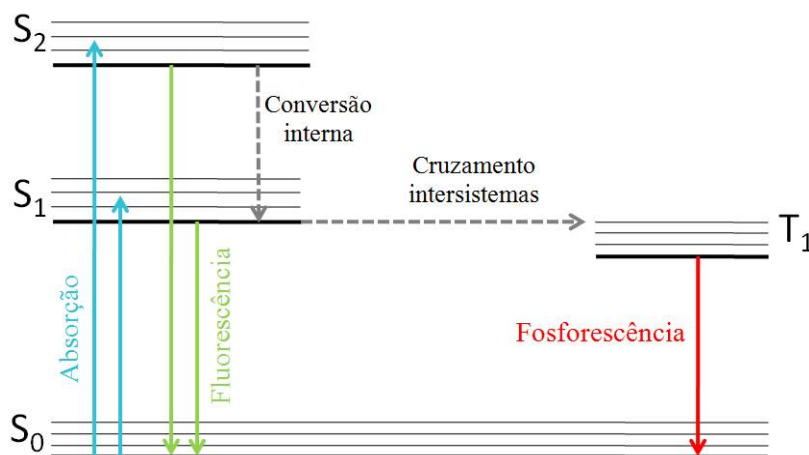 S2
Conversão
interna
Cruzamento
intersistemas
S1
T1
Absorção
Fluorescência
Fosforescência
S0